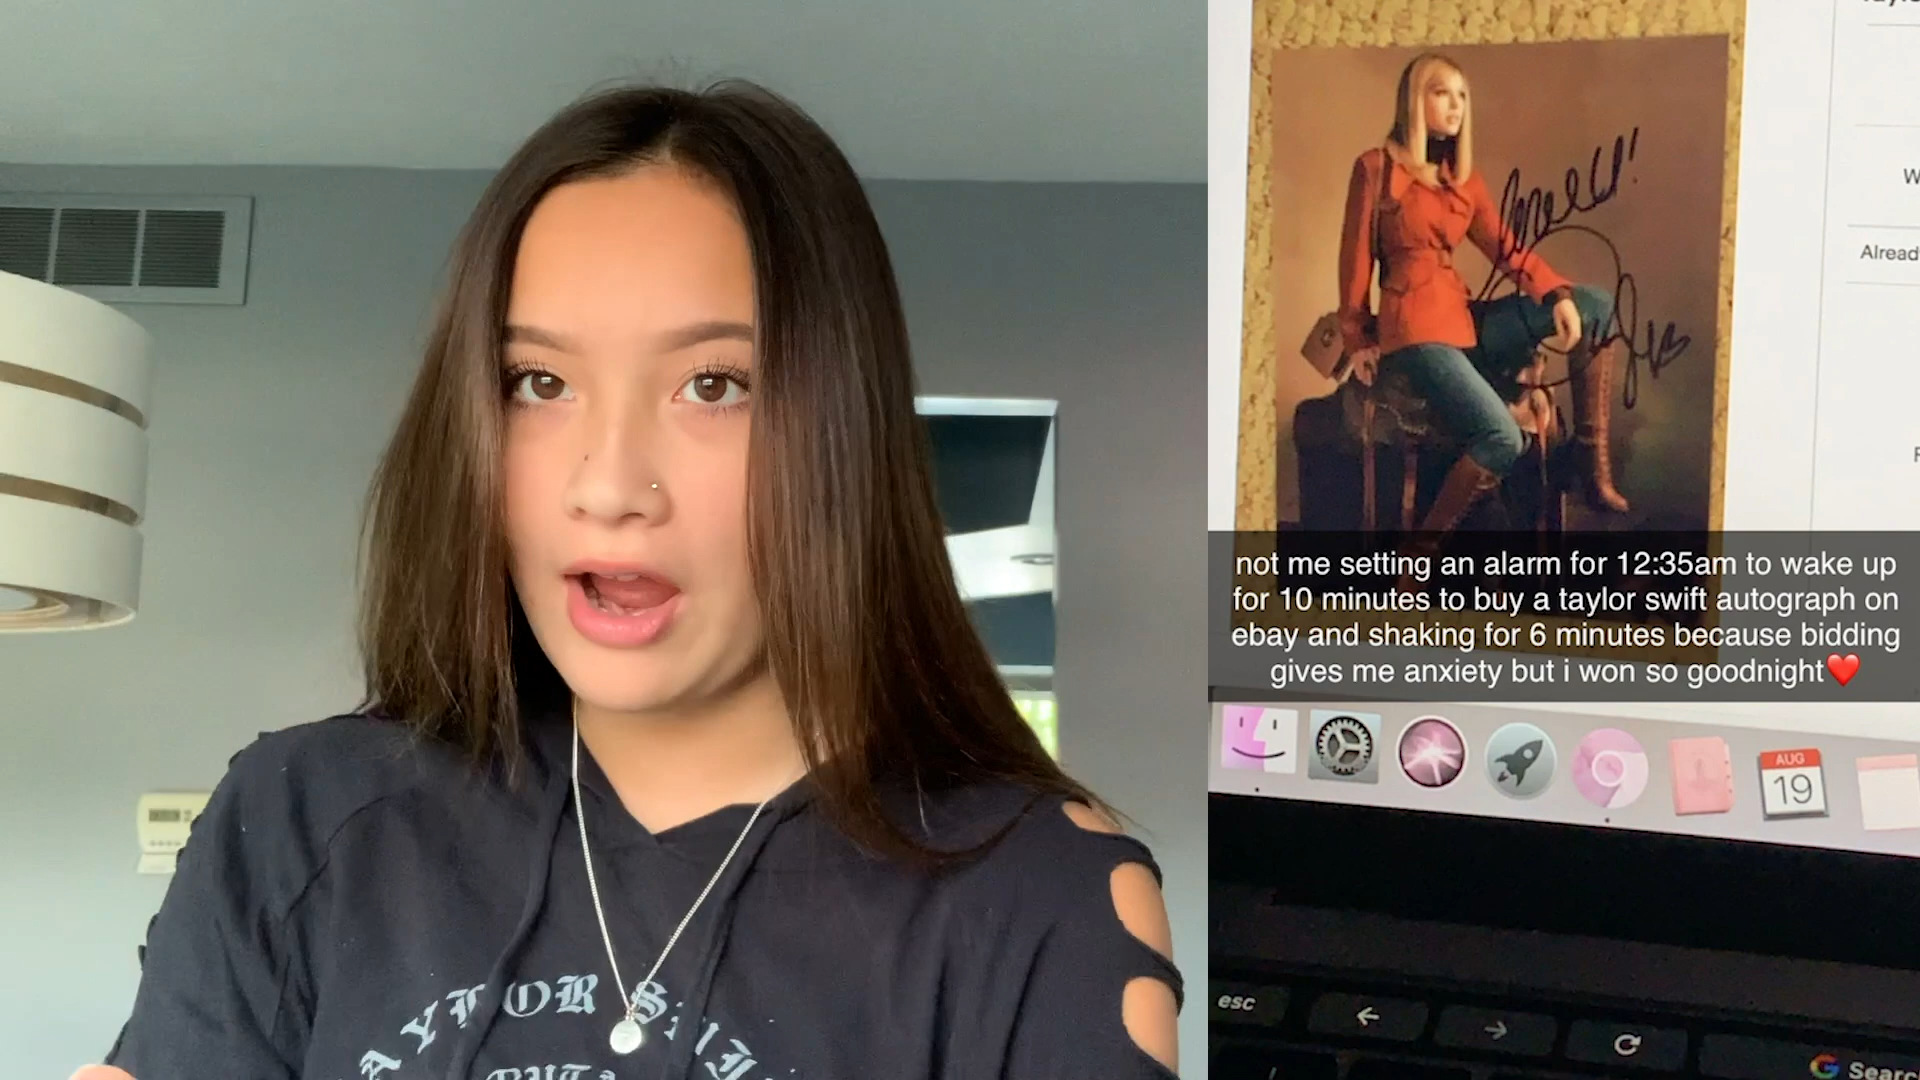 not me setting an alarm for 12:35am to wake up
for 10 minutes to buy a taylor swift autograph on
ebay and shaking for 6 minutes because bidding
gives me anxiety but i won so goodnight❤️
AUG
19
esc